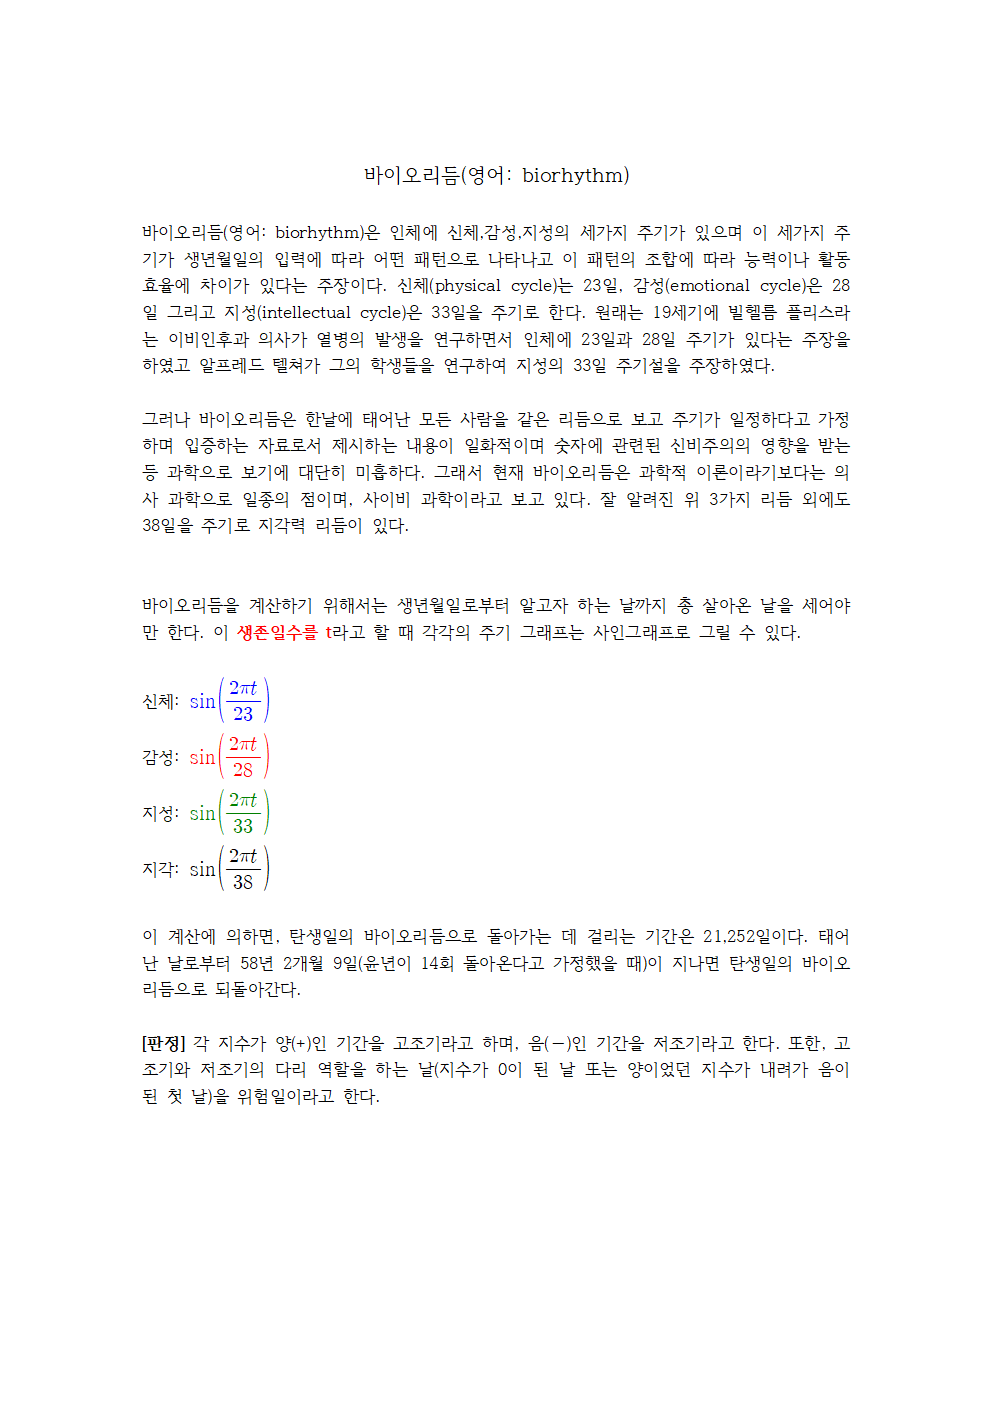 바이오리듬(영어: biorhythm)
바이오리듬(영어: biorhythm)은 인체에 신체,감성,지성의 세가지 주기가 있으며 이 세가지 주
기가 생년월일의 입력에 따라 어떤 패턴으로 나타나고 이 패턴의 조합에 따라 능력이나 활동
효율에 차이가 있다는 주장이다. 신체(physical cycle)는 23일, 감성(emotional cycle)은 28
일 그리고 지성(intellectual cycle)은 33일을 주기로 한다. 원래는 19세기에 빌헬름 플리스라
는 이비인후과 의사가 열병의 발생을 연구하면서 인체에 23일과 28일 주기가 있다는 주장을
하였고 알프레드 텔쳐가 그의 학생들을 연구하여 지성의 33일 주기설을 주장하였다.
그러나 바이오리듬은 한날에 태어난 모든 사람을 같은 리듬으로 보고 주기가 일정하다고 가정
하며 입증하는 자료로서 제시하는 내용이 일화적이며 숫자에 관련된 신비주의의 영향을 받는
등 과학으로 보기에 대단히 미흡하다. 그래서 현재 바이오리듬은 과학적 이론이라기보다는 의
사 과학으로 일종의 점이며, 사이비 과학이라고 보고 있다. 잘 알려진 위 3가지 리듬 외에도
38일을 주기로 지각력 리듬이 있다.
바이오리듬을 계산하기 위해서는 생년월일로부터 알고자 하는 날까지 총 살아온 날을 세어야
만 한다. 이 생존일수를 t라고 할 때 각각의 주기 그래프는 사인그래프로 그릴 수 있다.
신체: sin(2πt/23)
감성: sin(2πt/28)
지성: sin(2πt/33)
지각: sin(2πt/38)
이 계산에 의하면, 탄생일의 바이오리듬으로 돌아가는 데 걸리는 기간은 21,252일이다. 태어
난 날로부터 58년 2개월 9일(윤년이 14회 돌아온다고 가정했을 때)이 지나면 탄생일의 바이오
리듬으로 되돌아간다.
[판정] 각 지수가 양(+)인 기간을 고조기라고 하며, 음(－)인 기간을 저조기라고 한다. 또한, 고
조기와 저조기의 다리 역할을 하는 날(지수가 0이 된 날 또는 양이었던 지수가 내려가 음이
된 첫 날)을 위험일이라고 한다.